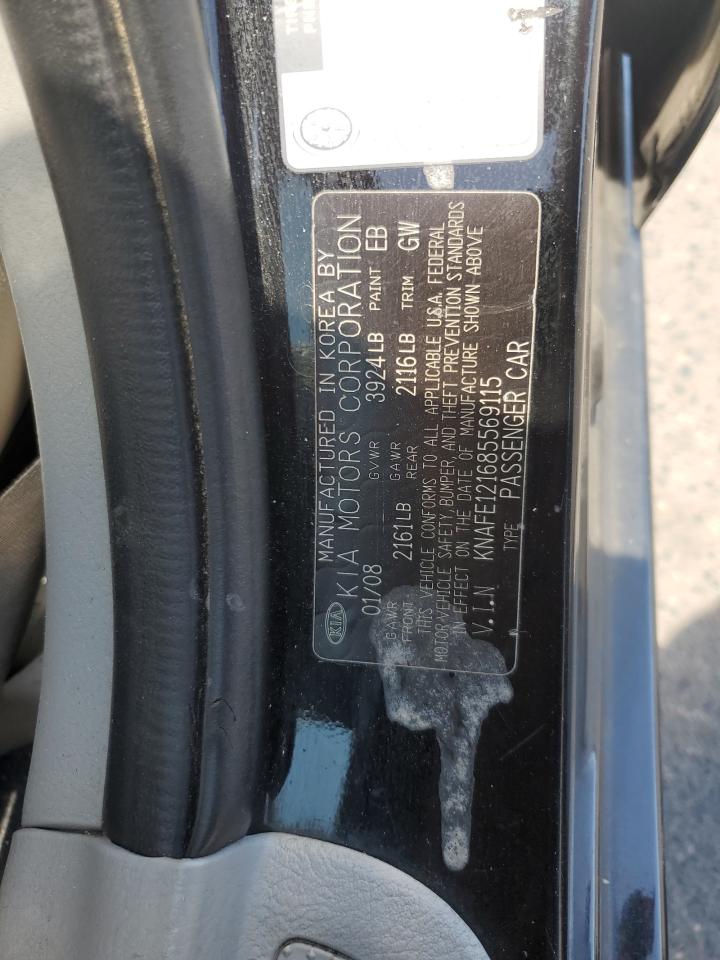 MANUFACTURED IN KOREA BY
KIA KIA MOTORS CORPORATION
01/08 GVWR 3924LB PAINT EB
GAWR FRONT 2161LB GAWR REAR 2116LB TRIM GW
THIS VEHICLE CONFORMS TO ALL APPLICABLE U.S.A. FEDERAL
MOTOR VEHICLE SAFETY, BUMPER, AND THEFT PREVENTION STANDARDS
IN EFFECT ON THE DATE OF MANUFACTURE SHOWN ABOVE
V.I.N KNAFE121685569115
TYPE PASSENGER CAR